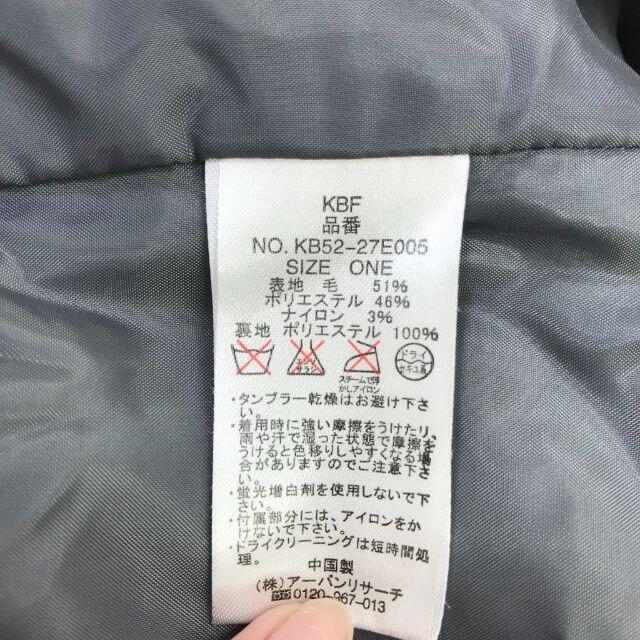 KBF
品番
NO. KB52-27E005
SIZE ONE
表地 毛 51%
ポリエステル 46%
ナイロン 3%
裏地 ポリエステル 100%
エンソ サラシ ドライ セキユ系
スチームで浮
かしアイロン
・タンブラー乾燥はお避け下さ
い。
・着用時に強い摩擦をうけたり、
雨や汗で湿った状態で摩擦を
うけると色移りしやすくなる場
合がありますのでご注意下さ
い。
・蛍光増白剤を使用しないで下
さい。
・付属部分には、アイロンをか
けないで下さい。
・ドライクリーニングは短時間処
理。
中国製
(株)アーバンリサーチ
0120-967-013